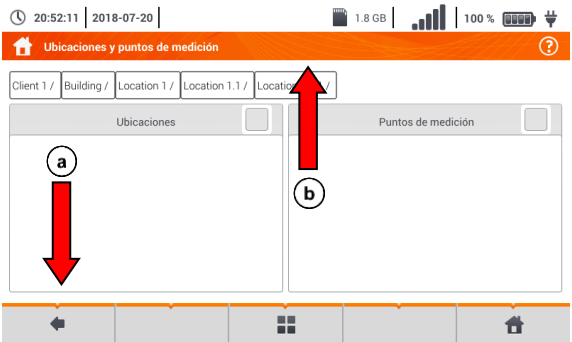 20:52:11 2018-07-20 1.8 GB 100 %
Ubicaciones y puntos de medición ?
Client 1 / Building / Location 1 / Location 1.1 / /
Ubicaciones Puntos de medición
a
b